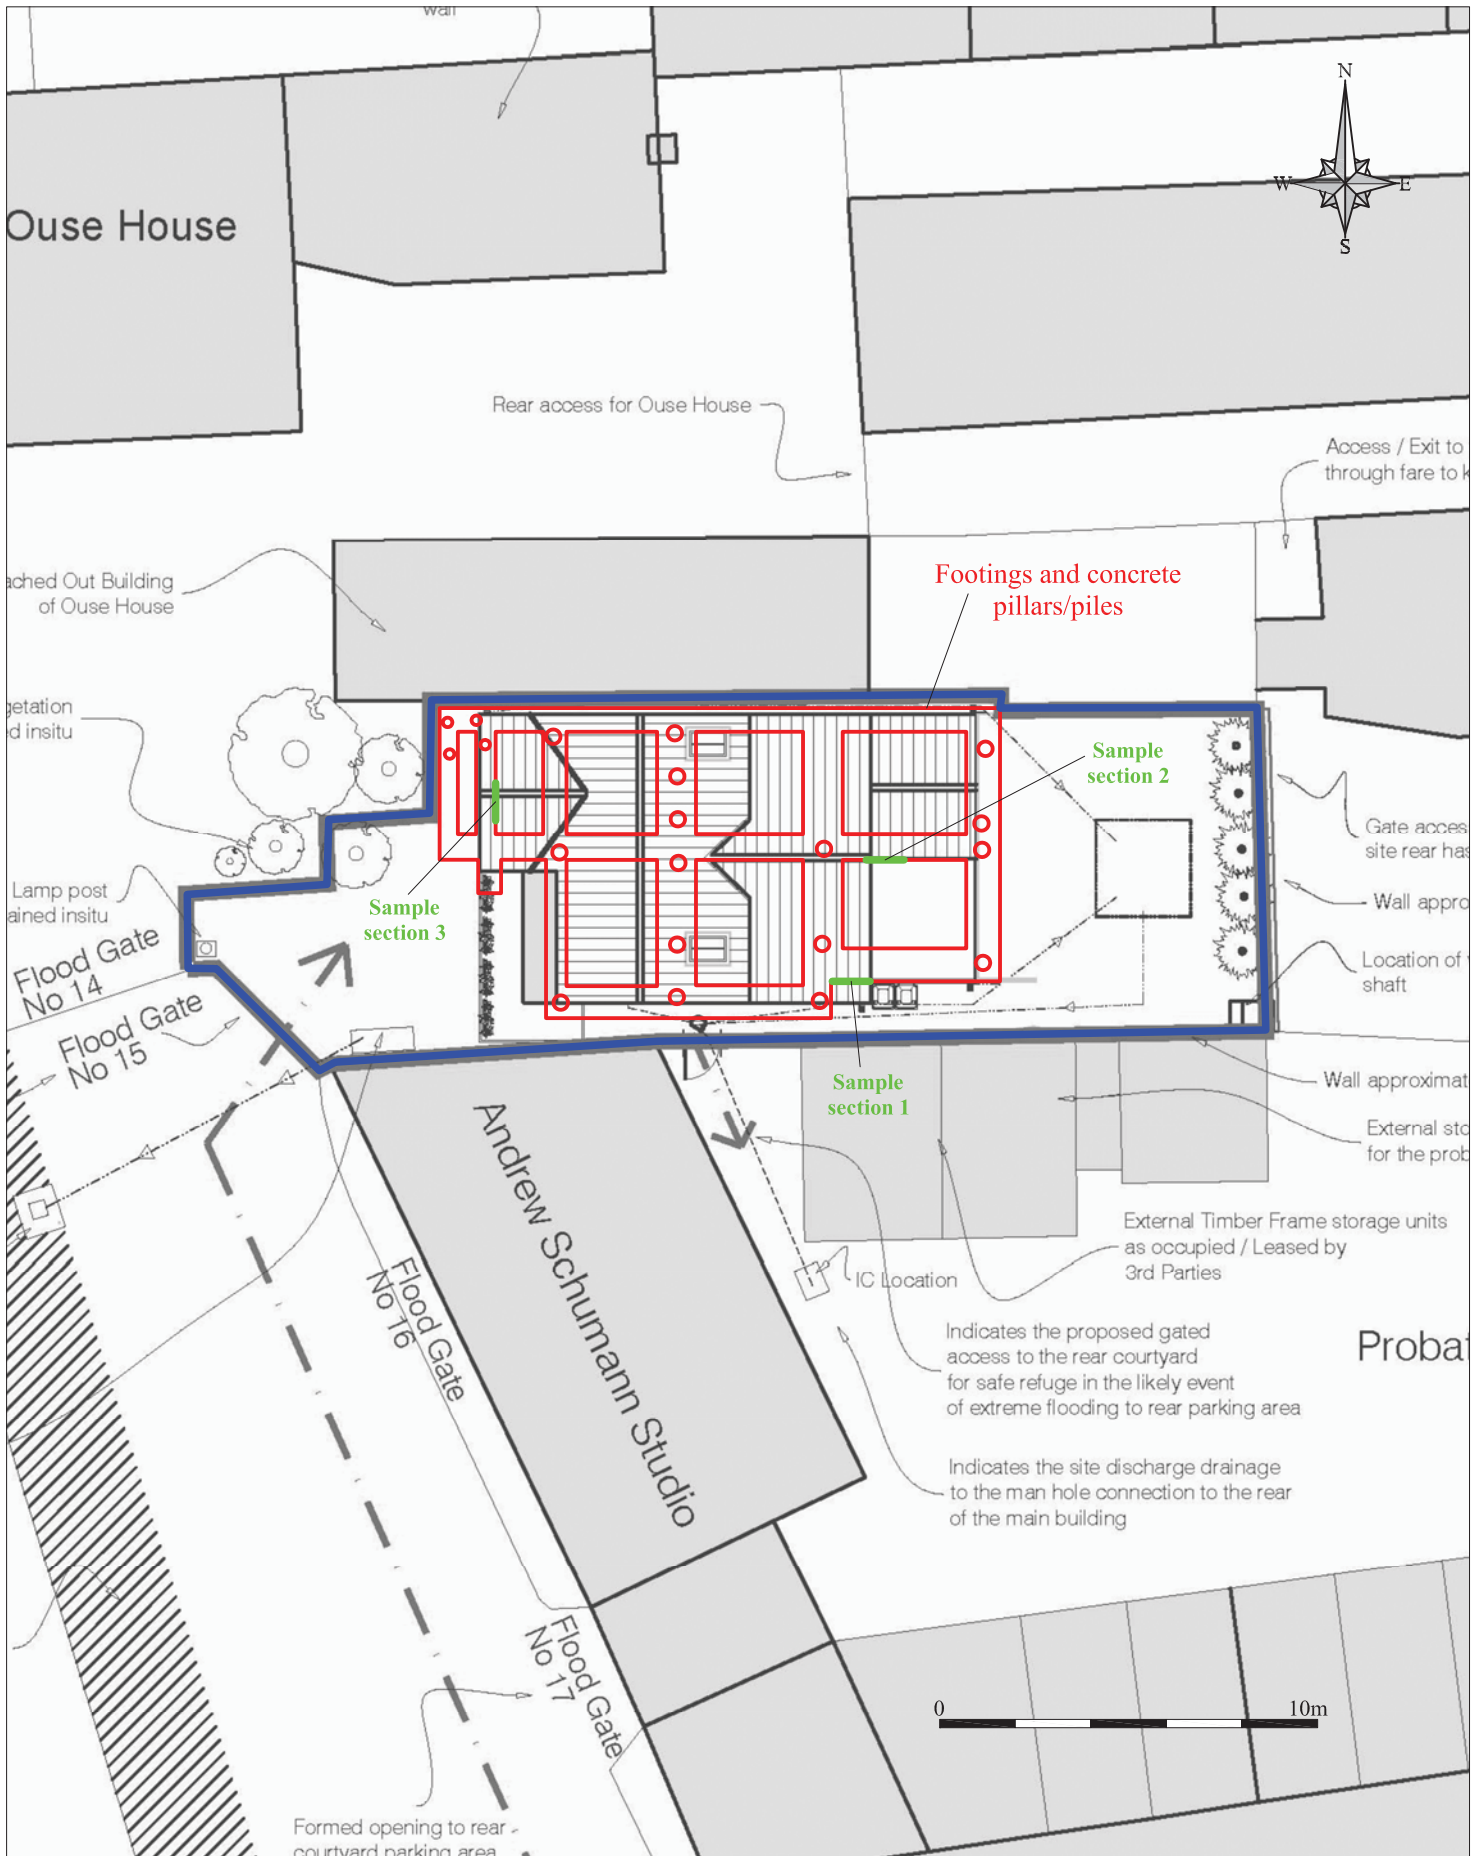 wall
N
W
E
S
Ouse House
Rear access for Ouse House
Access / Exit to
through fare to
Footings and concrete
pillars/piles
ached Out Building
of Ouse House
getation
d insitu
Sample
section 2
Gate acces
site rear has
Lamp post
ained insitu
Sample
section 3
Wall appro
Flood Gate
No 14
Location of
shaft
Flood Gate
No 15
Sample
section 1
Wall approximat
External sto
for the prob
Andrew Schumann Studio
External Timber Frame storage units
as occupied / Leased by
3rd Parties
IC Location
Flood Gate
No 16
Indicates the proposed gated
access to the rear courtyard
for safe refuge in the likely event
of extreme flooding to rear parking area
Probat
Indicates the site discharge drainage
to the man hole connection to the rear
of the main building
Flood Gate
No 17
0 10m
Formed opening to rear
courtyard parking area